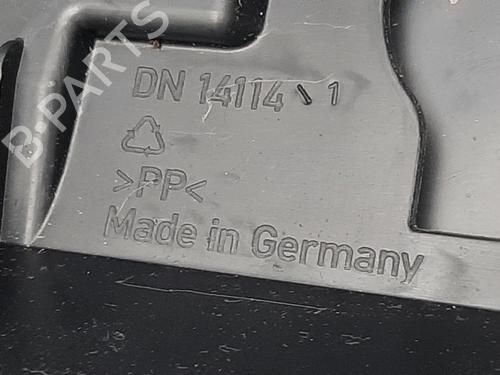 B-PARTS
DN 14114 \ 1
>PP<
Made in Germany